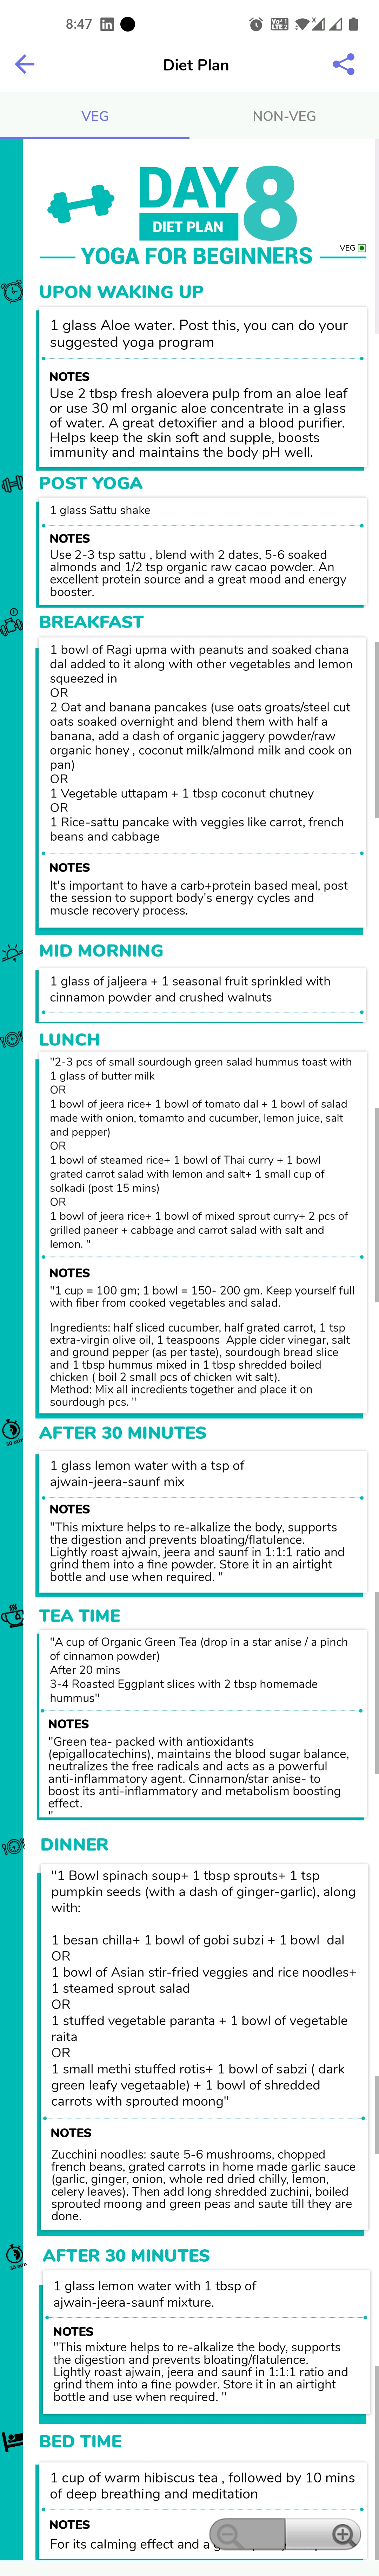 8:47
Diet Plan
VEG
NON-VEG
DAY 8
DIET PLAN
VEG
YOGA FOR BEGINNERS
UPON WAKING UP
1 glass Aloe water. Post this, you can do your
suggested yoga program
NOTES
Use 2 tbsp fresh aloevera pulp from an aloe leaf
or use 30 ml organic aloe concentrate in a glass
of water. A great detoxifier and a blood purifier.
Helps keep the skin soft and supple, boosts
immunity and maintains the body pH well.
POST YOGA
1 glass Sattu shake
NOTES
Use 2-3 tsp sattu , blend with 2 dates, 5-6 soaked
almonds and 1/2 tsp organic raw cacao powder. An
excellent protein source and a great mood and energy
booster.
BREAKFAST
1 bowl of Ragi upma with peanuts and soaked chana
dal added to it along with other vegetables and lemon
squeezed in
OR
2 Oat and banana pancakes (use oats groats/steel cut
oats soaked overnight and blend them with half a
banana, add a dash of organic jaggery powder/raw
organic honey , coconut milk/almond milk and cook on
pan)
OR
1 Vegetable uttapam + 1 tbsp coconut chutney
OR
1 Rice-sattu pancake with veggies like carrot, french
beans and cabbage
NOTES
It's important to have a carb+protein based meal, post
the session to support body's energy cycles and
muscle recovery process.
MID MORNING
1 glass of jaljeera + 1 seasonal fruit sprinkled with
cinnamon powder and crushed walnuts
LUNCH
"2-3 pcs of small sourdough green salad hummus toast with
1 glass of butter milk
OR
1 bowl of jeera rice+ 1 bowl of tomato dal + 1 bowl of salad
made with onion, tomamto and cucumber, lemon juice, salt
and pepper)
OR
1 bowl of steamed rice+ 1 bowl of Thai curry + 1 bowl
grated carrot salad with lemon and salt+ 1 small cup of
solkadi (post 15 mins)
OR
1 bowl of jeera rice+ 1 bowl of mixed sprout curry+ 2 pcs of
grilled paneer + cabbage and carrot salad with salt and
lemon. "
NOTES
"1 cup = 100 gm; 1 bowl = 150- 200 gm. Keep yourself full
with fiber from cooked vegetables and salad.
Ingredients: half sliced cucumber, half grated carrot, 1 tsp
extra-virgin olive oil, 1 teaspoons Apple cider vinegar, salt
and ground pepper (as per taste), sourdough bread slice
and 1 tbsp hummus mixed in 1 tbsp shredded boiled
chicken ( boil 2 small pcs of chicken wit salt).
Method: Mix all incredients together and place it on
sourdough pcs. "
30 min
AFTER 30 MINUTES
1 glass lemon water with a tsp of
ajwain-jeera-saunf mix
NOTES
"This mixture helps to re-alkalize the body, supports
the digestion and prevents bloating/flatulence.
Lightly roast ajwain, jeera and saunf in 1:1:1 ratio and
grind them into a fine powder. Store it in an airtight
bottle and use when required. "
TEA TIME
"A cup of Organic Green Tea (drop in a star anise / a pinch
of cinnamon powder)
After 20 mins
3-4 Roasted Eggplant slices with 2 tbsp homemade
hummus"
NOTES
"Green tea- packed with antioxidants
(epigallocatechins), maintains the blood sugar balance,
neutralizes the free radicals and acts as a powerful
anti-inflammatory agent. Cinnamon/star anise- to
boost its anti-inflammatory and metabolism boosting
effect.
"
DINNER
"1 Bowl spinach soup+ 1 tbsp sprouts+ 1 tsp
pumpkin seeds (with a dash of ginger-garlic), along
with:
1 besan chilla+ 1 bowl of gobi subzi + 1 bowl dal
OR
1 bowl of Asian stir-fried veggies and rice noodles+
1 steamed sprout salad
OR
1 stuffed vegetable paranta + 1 bowl of vegetable
raita
OR
1 small methi stuffed rotis+ 1 bowl of sabzi ( dark
green leafy vegetaable) + 1 bowl of shredded
carrots with sprouted moong"
NOTES
Zucchini noodles: saute 5-6 mushrooms, chopped
french beans, grated carrots in home made garlic sauce
(garlic, ginger, onion, whole red dried chilly, lemon,
celery leaves). Then add long shredded zuchini, boiled
sprouted moong and green peas and saute till they are
done.
30 min
AFTER 30 MINUTES
1 glass lemon water with 1 tbsp of
ajwain-jeera-saunf mixture.
NOTES
"This mixture helps to re-alkalize the body, supports
the digestion and prevents bloating/flatulence.
Lightly roast ajwain, jeera and saunf in 1:1:1 ratio and
grind them into a fine powder. Store it in an airtight
bottle and use when required. "
BED TIME
1 cup of warm hibiscus tea , followed by 10 mins
of deep breathing and meditation
NOTES
For its calming effect and a